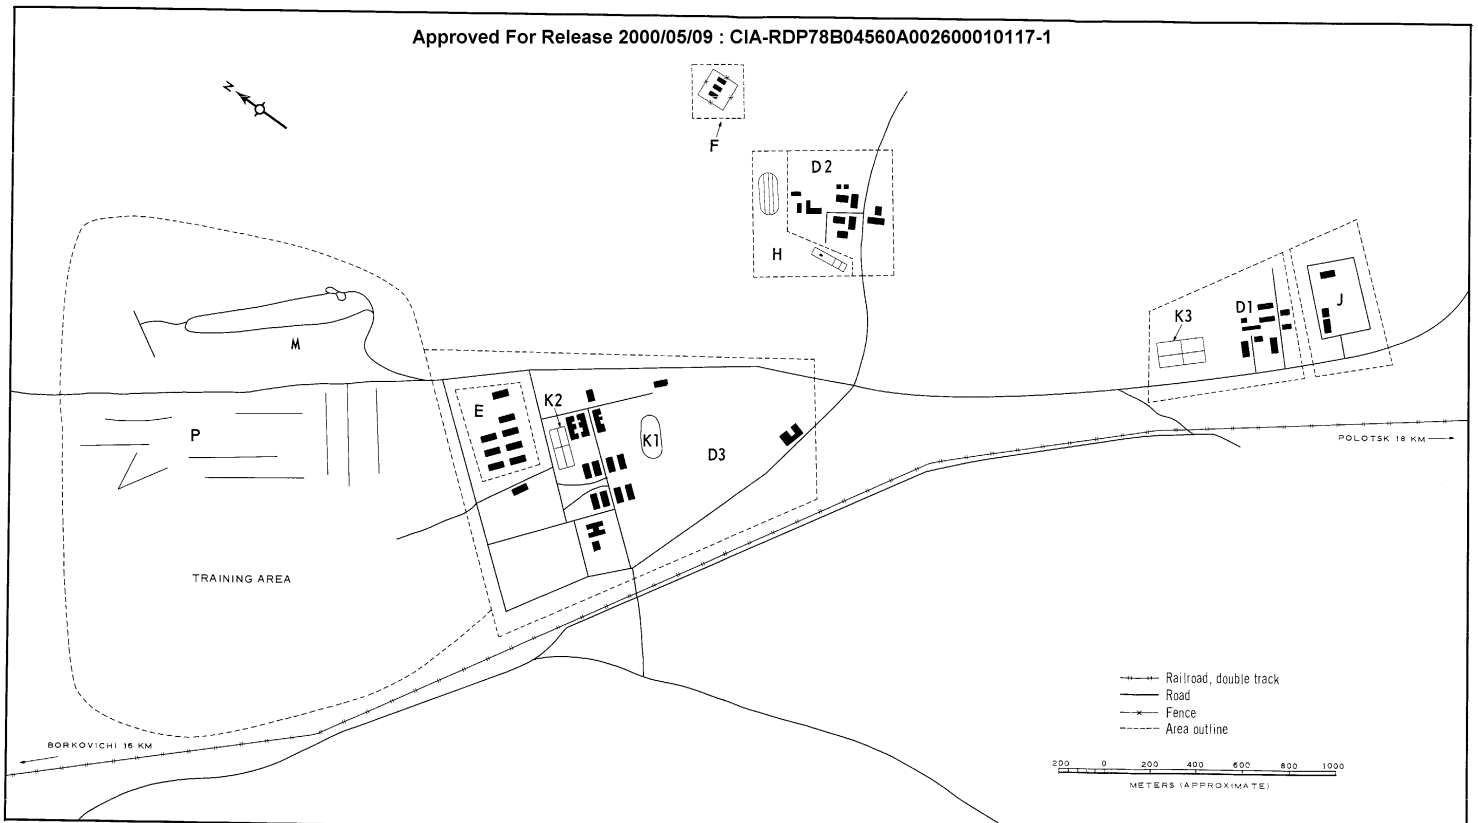 Approved For Release 2000/05/09 : CIA-RDP78B04560A002600010117-1
N
F
D2
H
D1
J
K3
M
E
K2
K1
P
D3
POLOTSK 18 KM
TRAINING AREA
BORKOVICHI 16 KM
Railroad, double track
Road
Fence
Area outline
200 0 200 400 600 800 1000
METERS (APPROXIMATE)